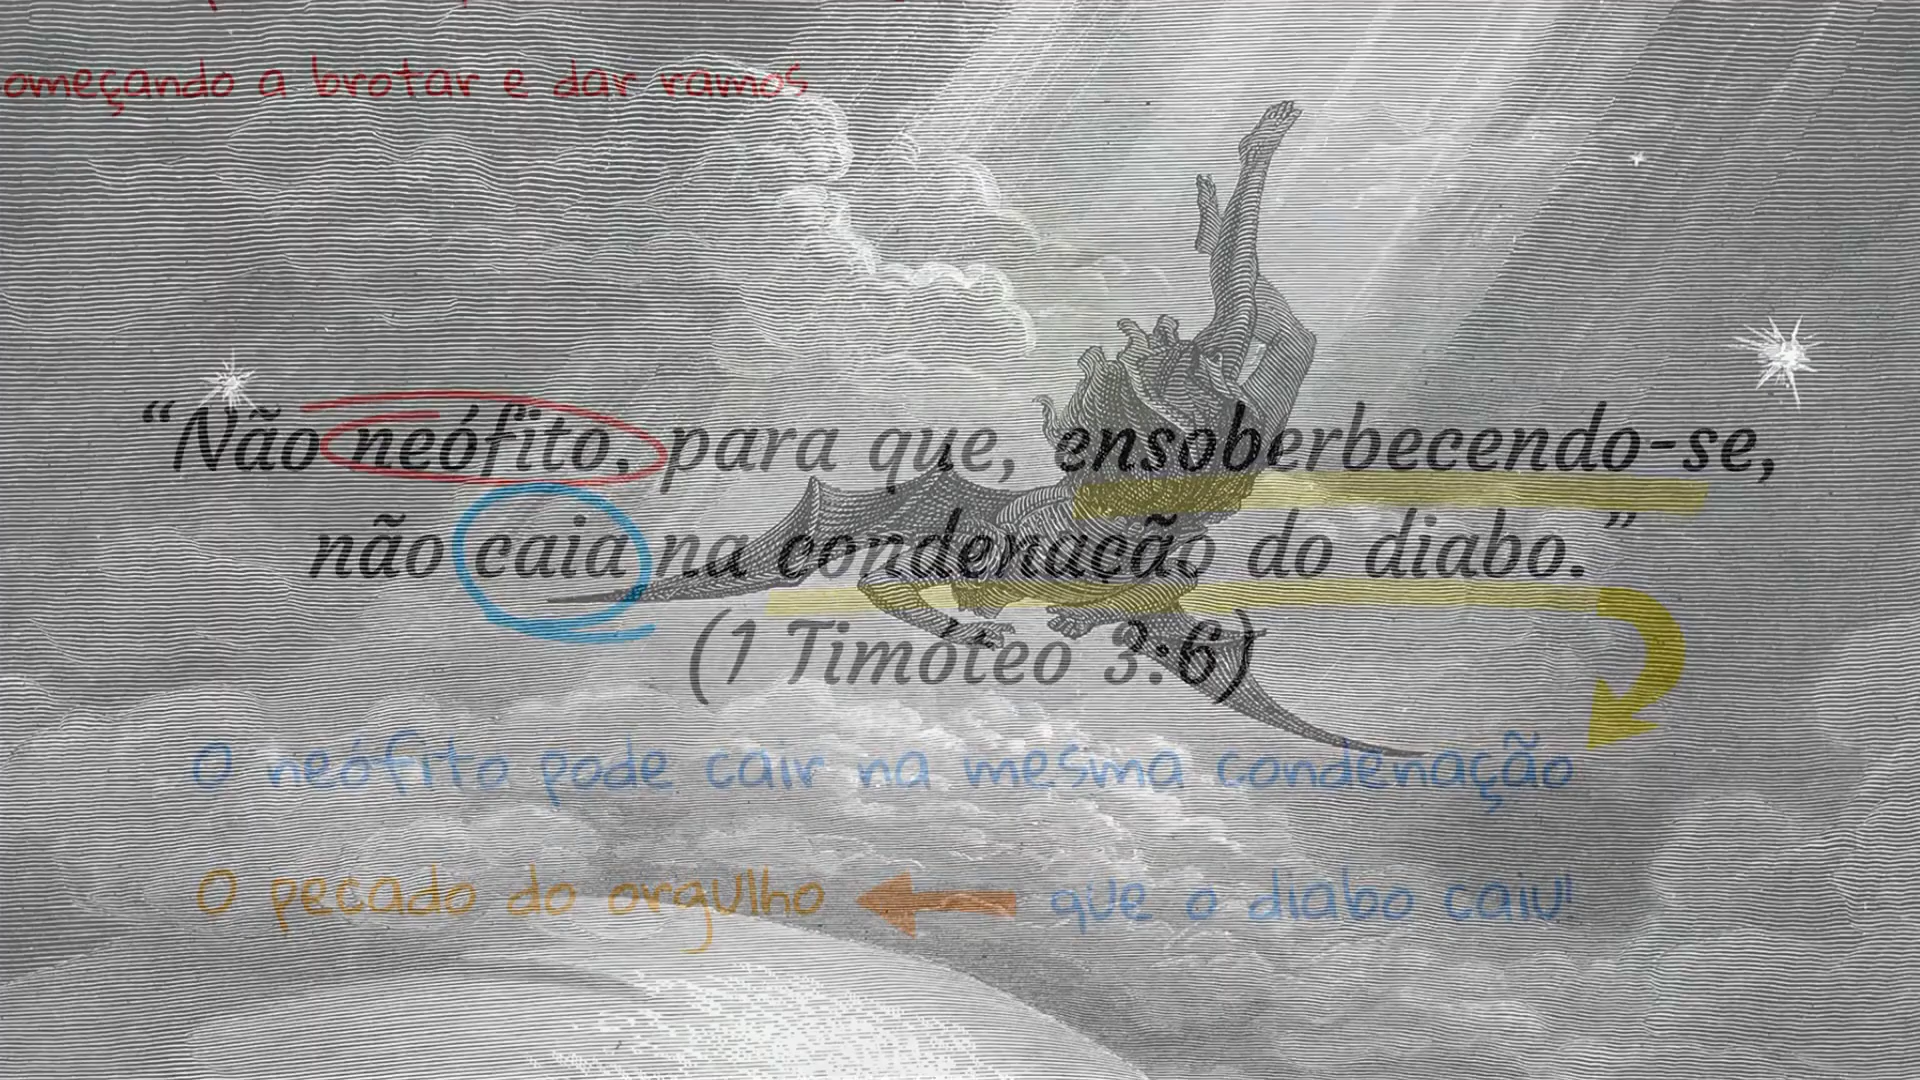 omeçando a brotar e dar ramos
“Não neófito, para que, ensoberbecendo-se,
não caia na condenação do diabo.”
(1 Timóteo 3:6)
O neófito pode cair na mesma condenação
O pecado do orgulho que o diabo caiu!